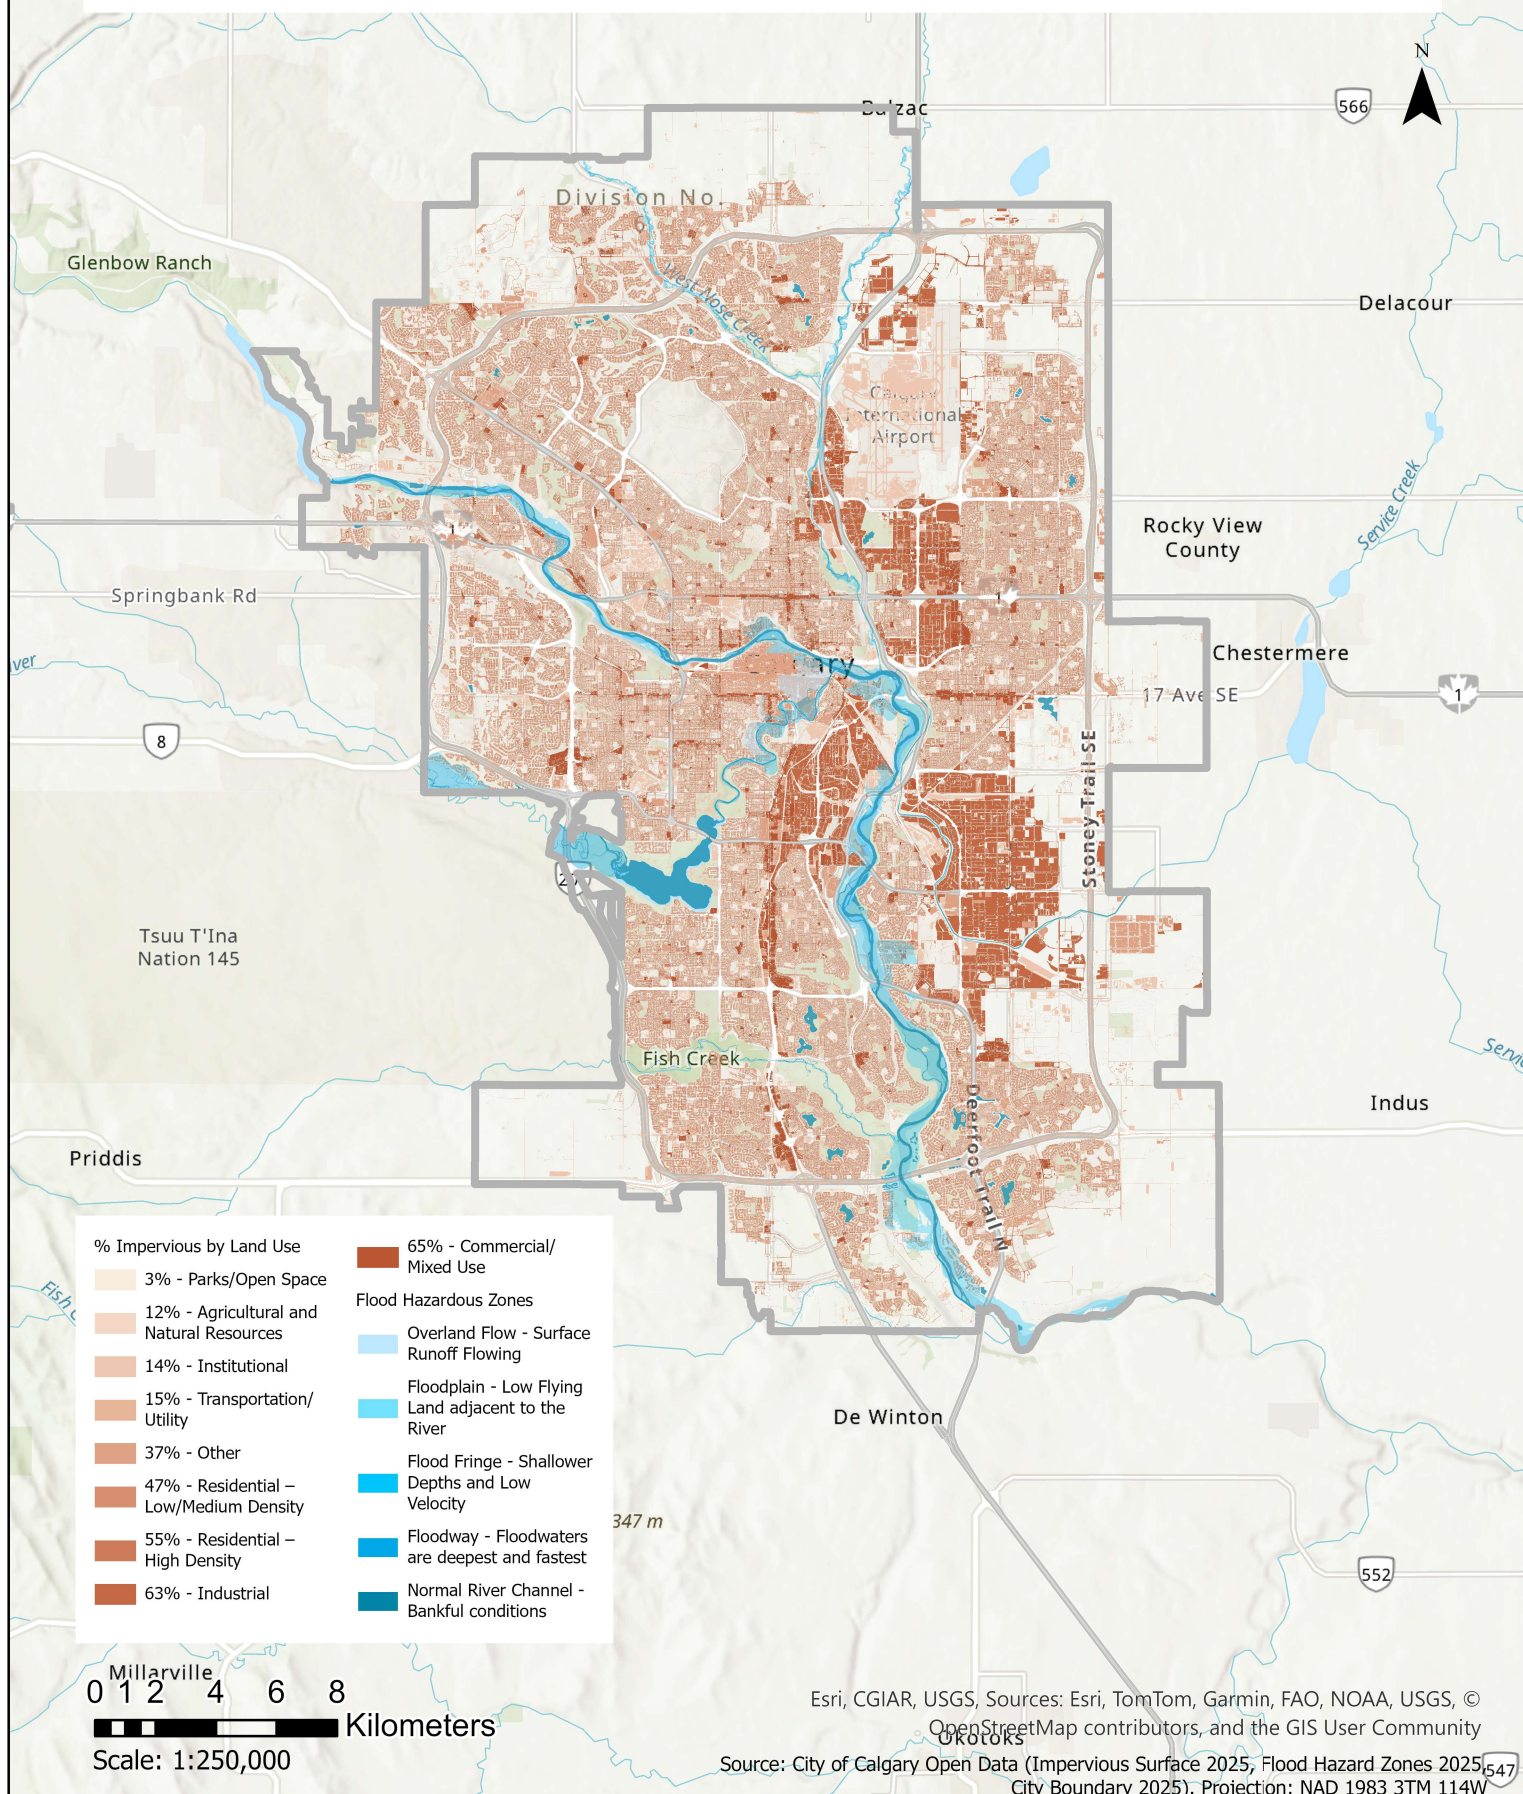 N
Balzac
566
Division No.
6
Glenbow Ranch
West Nose Creek
Delacour
Calgary
International
Airport
Service Creek
1
Rocky View
County
Springbank Rd
1
Chestermere
ary
17 Ave SE
1
8
Stoney Trail SE
Tsuu T'Ina
Nation 145
Fish Creek
Deerfoot Trail
Indus
Priddis
% Impervious by Land Use
3% - Parks/Open Space
12% - Agricultural and
Natural Resources
14% - Institutional
15% - Transportation/
Utility
37% - Other
47% - Residential –
Low/Medium Density
55% - Residential –
High Density
63% - Industrial
65% - Commercial/
Mixed Use
Flood Hazardous Zones
Overland Flow - Surface
Runoff Flowing
Floodplain - Low Flying
Land adjacent to the
River
Flood Fringe - Shallower
Depths and Low
Velocity
Floodway - Floodwaters
are deepest and fastest
Normal River Channel -
Bankful conditions
De Winton
347 m
552
Millarville
0 1 2 4 6 8
Kilometers
Scale: 1:250,000
Esri, CGIAR, USGS, Sources: Esri, TomTom, Garmin, FAO, NOAA, USGS, ©
OpenStreetMap contributors, and the GIS User Community
Okotoks
Source: City of Calgary Open Data (Impervious Surface 2025, Flood Hazard Zones 2025,
547
City Boundary 2025). Projection: NAD 1983 3TM 114W